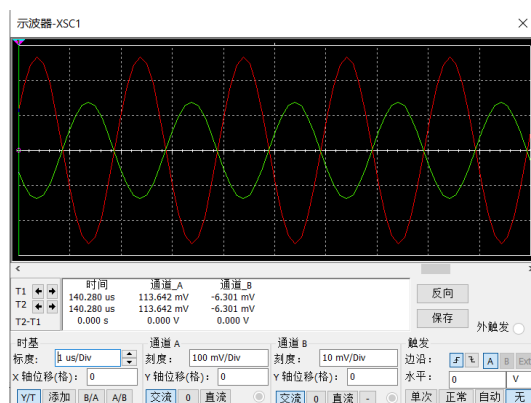 示波器-XSC1
时间 通道_A 通道_B
T1 140.280 us 113.642 mV -6.301 mV
T2 140.280 us 113.642 mV -6.301 mV
T2-T1 0.000 s 0.000 V 0.000 V
反向
保存
外触发
时基 通道 A 通道 B 触发
标度: 1 us/Div 刻度: 100 mV/Div 刻度: 10 mV/Div 边沿: A B Ext
X 轴位移(格): 0 Y 轴位移(格): 0 Y 轴位移(格): 0 水平: 0 V
Y/T 添加 B/A A/B 交流 0 直流 交流 0 直流 - 单次 正常 自动 无